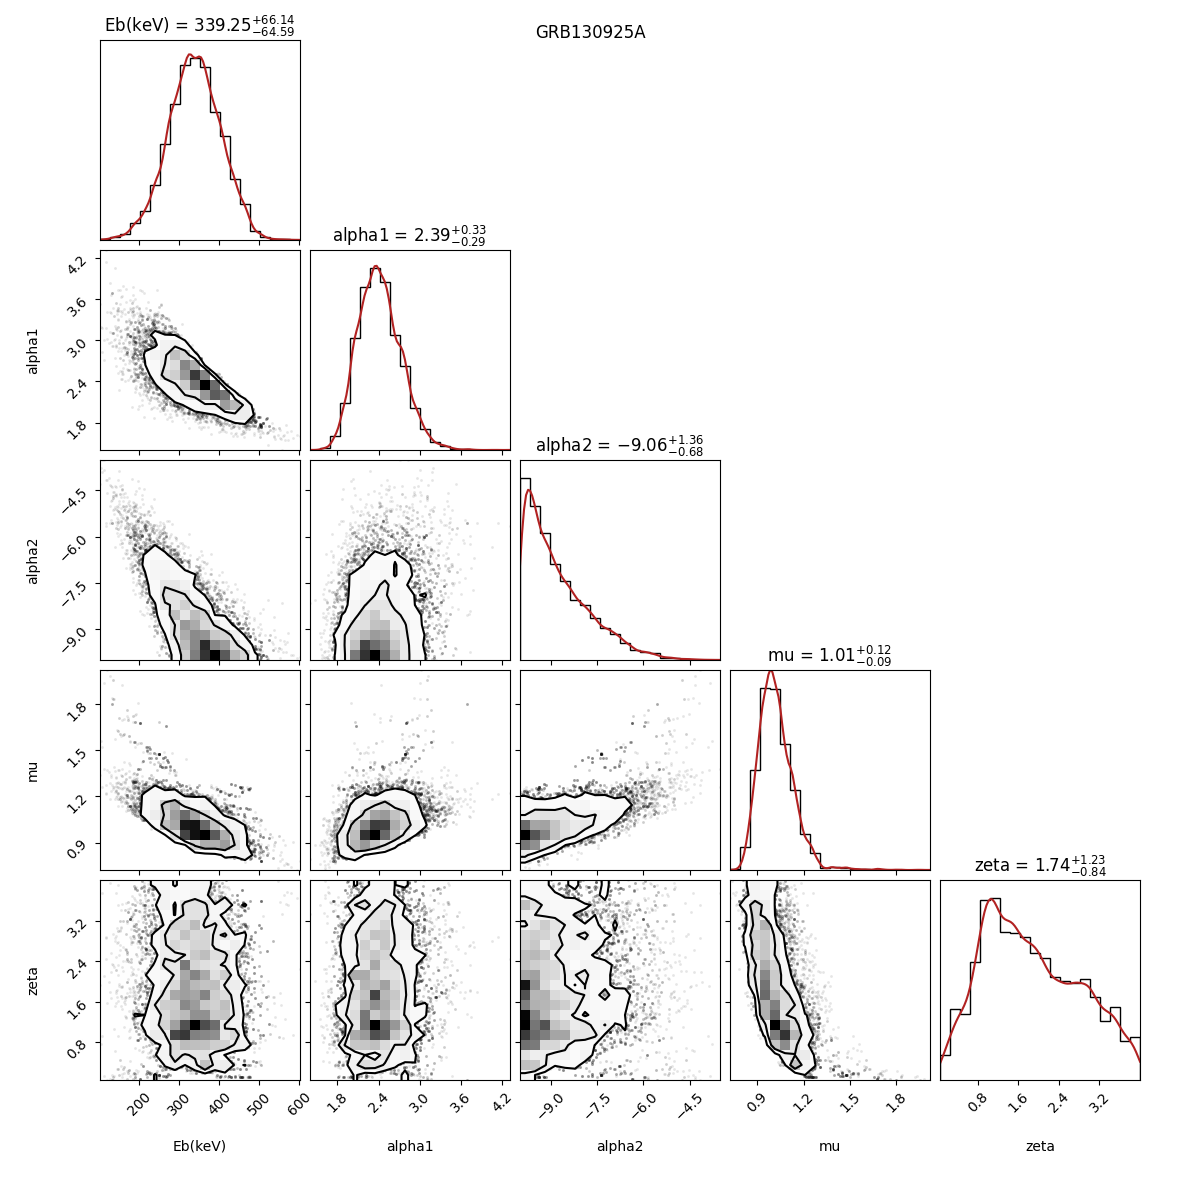 Eb(keV) = 339.25+66.14−64.59
GRB130925A
alpha1 = 2.39+0.33−0.29
4.2
3.6
3.0
2.4
1.8
alpha1
alpha2 = −9.06+1.36−0.68
−4.5
−6.0
−7.5
−9.0
alpha2
mu = 1.01+0.12−0.09
1.8
1.5
1.2
0.9
mu
zeta = 1.74+1.23−0.84
3.2
2.4
1.6
0.8
zeta
200 300 400 500 600 1.8 2.4 3.0 3.6 4.2 −9.0 −7.5 −6.0 −4.5 0.9 1.2 1.5 1.8 0.8 1.6 2.4 3.2
Eb(keV) alpha1 alpha2 mu zeta